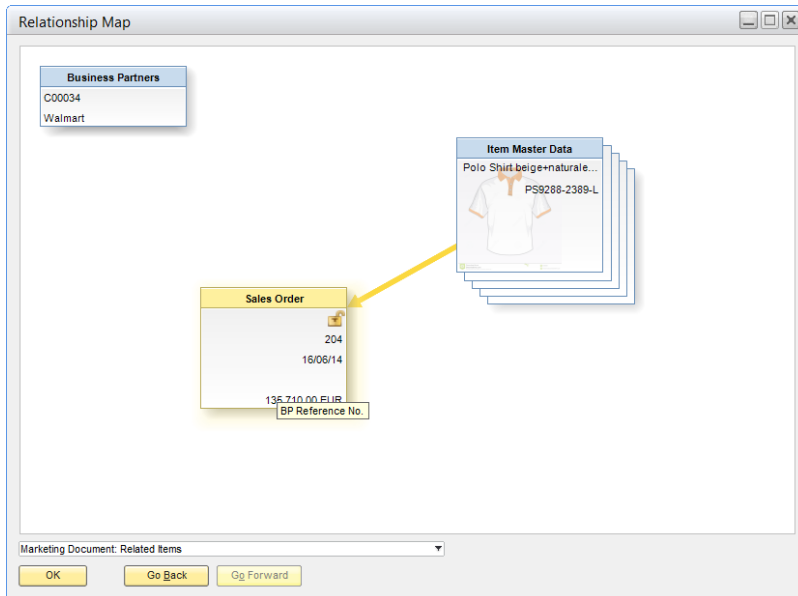 Relationship Map
Business Partners
C00034
Walmart
Item Master Data
Polo Shirt beige+naturale...
PS9288-2389-L
Sales Order
204
16/06/14
135.710,00 EUR
BP Reference No.
Marketing Document: Related Items
OK
Go Back
Go Forward